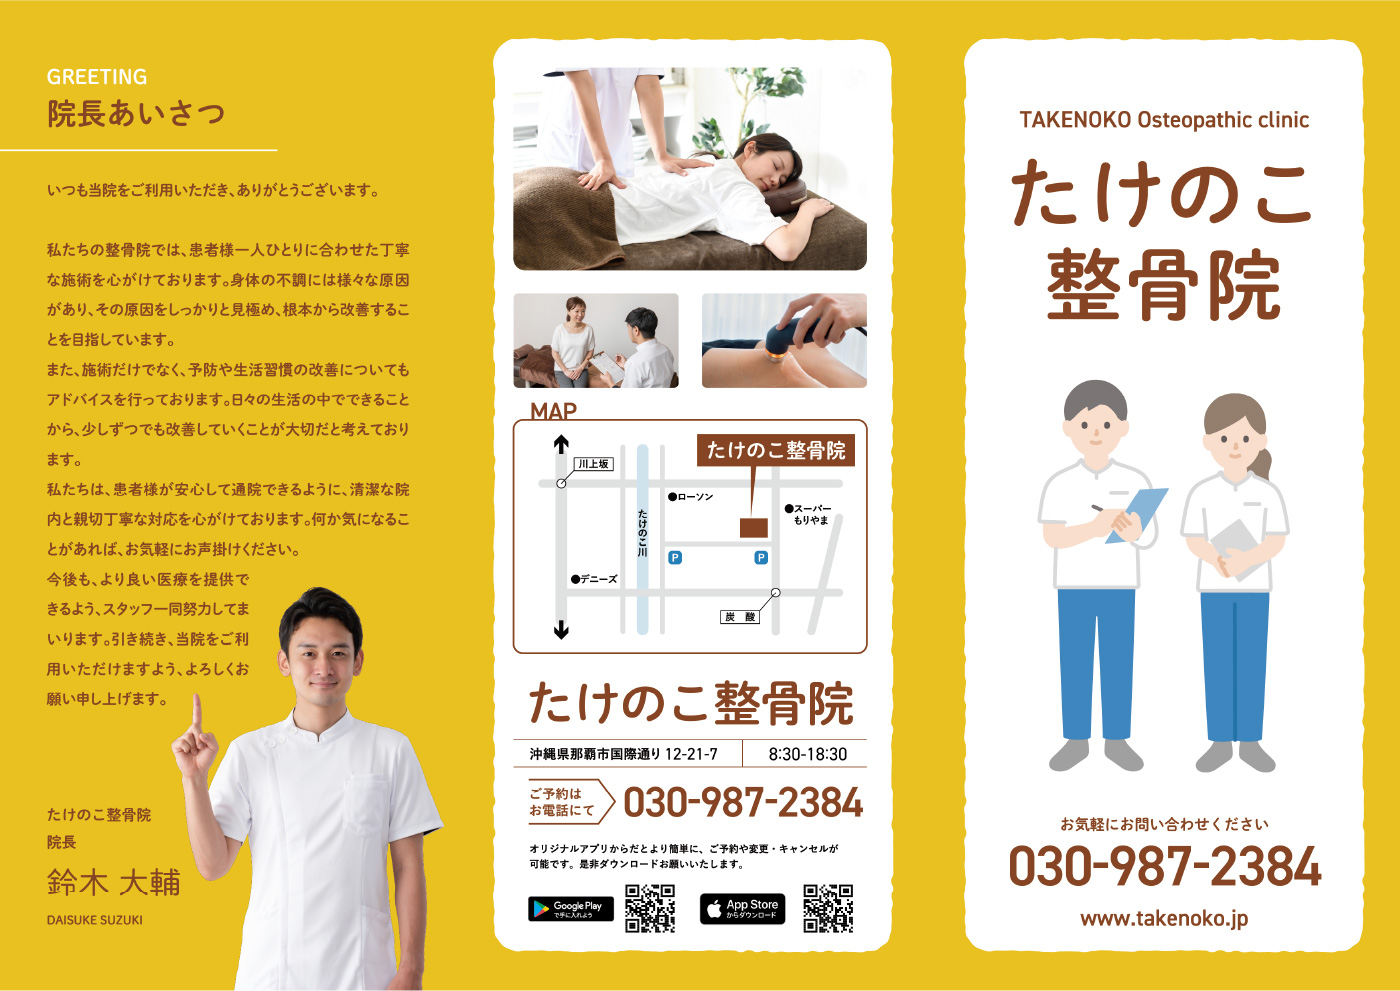 GREETING
院長あいさつ
いつも当院をご利用いただき、ありがとうございます。
私たちの整骨院では、患者様一人ひとりに合わせた丁寧
な施術を心がけております。身体の不調には様々な原因
があり、その原因をしっかりと見極め、根本から改善するこ
とを目指しています。
また、施術だけでなく、予防や生活習慣の改善についても
アドバイスを行っております。日々の生活の中でできること
から、少しずつでも改善していくことが大切だと考えており
ます。
私たちは、患者様が安心して通院できるように、清潔な院
内と親切丁寧な対応を心がけております。何か気になるこ
とがあれば、お気軽にお声掛けください。
今後も、より良い医療を提供で
きるよう、スタッフ一同努力してま
いります。引き続き、当院をご利
用いただけますよう、よろしくお
願い申し上げます。
たけのこ整骨院
院長
鈴木 大輔
DAISUKE SUZUKI
MAP
たけのこ整骨院
川上坂
●ローソン
●スーパー
もりやま
たけのこ川
P
P
●デニーズ
炭 酸
たけのこ整骨院
沖縄県那覇市国際通り 12-21-7
8:30-18:30
ご予約は
お電話にて
030-987-2384
オリジナルアプリからだとより簡単に、ご予約や変更・キャンセルが
可能です。是非ダウンロードお願いいたします。
Google Play
で手に入れよう
App Store
からダウンロード
TAKENOKO Osteopathic clinic
たけのこ
整骨院
お気軽にお問い合わせください
030-987-2384
www.takenoko.jp